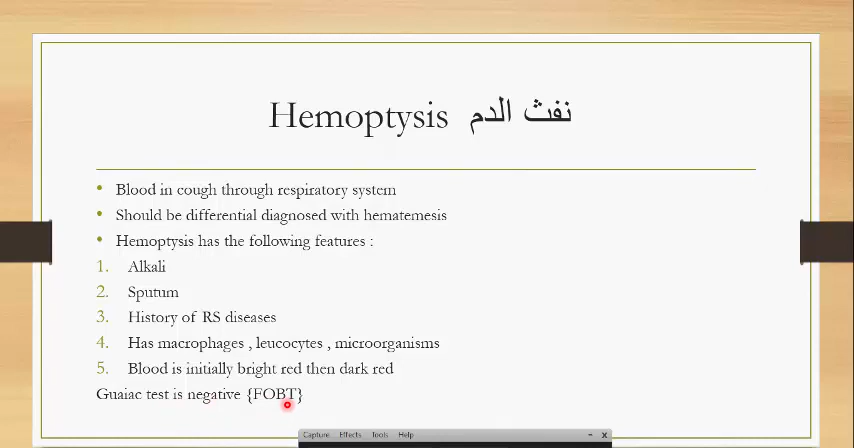 Hemoptysis نفث الدم
• Blood in cough through respiratory system
• Should be differential diagnosed with hematemesis
• Hemoptysis has the following features :
1. Alkali
2. Sputum
3. History of RS diseases
4. Has macrophages , leucocytes , microorganisms
5. Blood is initially bright red then dark red
Guaiac test is negative {FOBT}
Capture Effects Tools Help